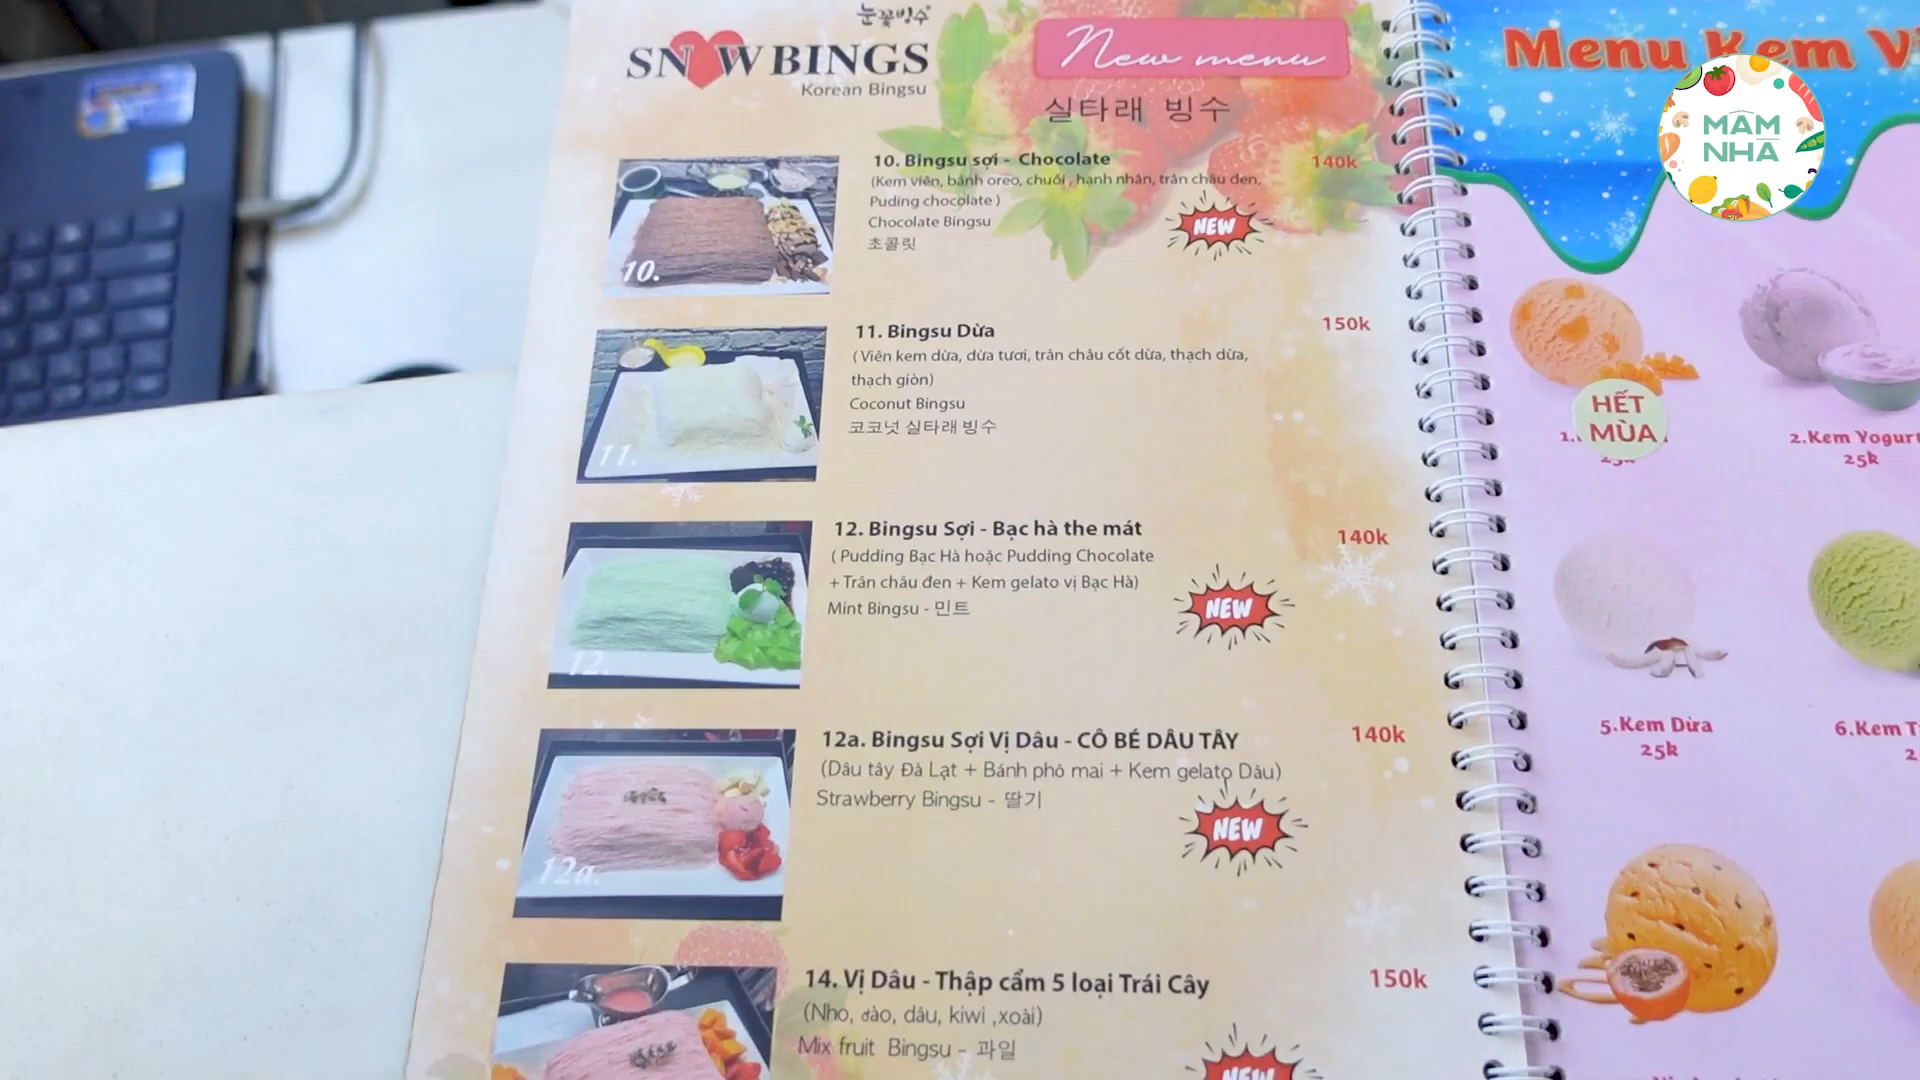 눈꽃빙수
SNOW BINGS
Korean Bingsu
New menu
실타래 빙수
10. Bingsu sợi - Chocolate
140k
(Kem viên, bánh oreo, chuối , hạnh nhân, trân châu đen,
Puding chocolate )
Chocolate Bingsu
초콜릿
NEW
10.
11. Bingsu Dừa
150k
( Viên kem dừa, dừa tươi, trân châu cốt dừa, thạch dừa,
thạch giòn)
Coconut Bingsu
코코넛 실타래 빙수
11.
12. Bingsu Sợi - Bạc hà the mát
140k
( Pudding Bạc Hà hoặc Pudding Chocolate
+ Trân châu đen + Kem gelato vị Bạc Hà)
Mint Bingsu - 민트
NEW
12.
12a. Bingsu Sợi Vị Dâu - CÔ BÉ DÂU TÂY
140k
(Dâu tây Đà Lạt + Bánh phô mai + Kem gelato Dâu)
Strawberry Bingsu - 딸기
NEW
12a.
14. Vị Dâu - Thập cẩm 5 loại Trái Cây
150k
(Nho, đào, dâu, kiwi ,xoài)
Mix fruit Bingsu - 과일
NEW
Menu Kem
MÂM
NHÀ
HẾT
MÙA
1.
25k
2.Kem Yogurt
25k
5.Kem Dừa
25k
6.Kem